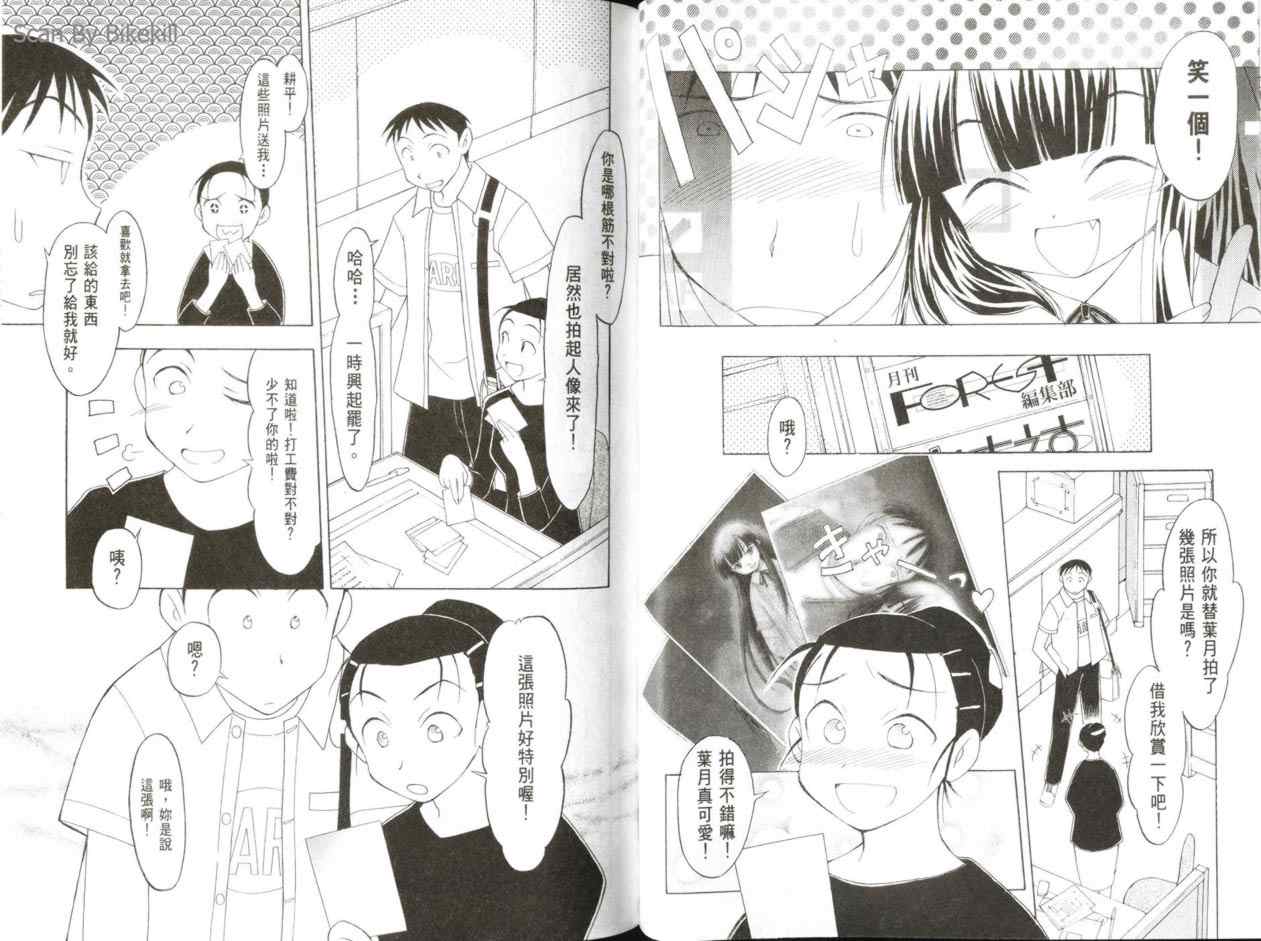 Scan By Bikekill
笑一個！
パシャ
月刊
FOREST
編集部
哦？
所以你就替葉月拍了
幾張照片是嗎？
借我欣賞一下吧！
きゃーっ
拍得不錯嘛！
葉月真可愛！
你是哪根筋不對啦？
居然也拍起人像來了！
哈哈…
一時興起罷了。
耕平！
這些照片送我…
喜歡就拿去吧！
該給的東西
別忘了給我就好。
知道啦！打工費對不對？
少不了你的啦！
咦？
這張照片好特別喔！
嗯？
哦，妳是說
這張啊！
ARI